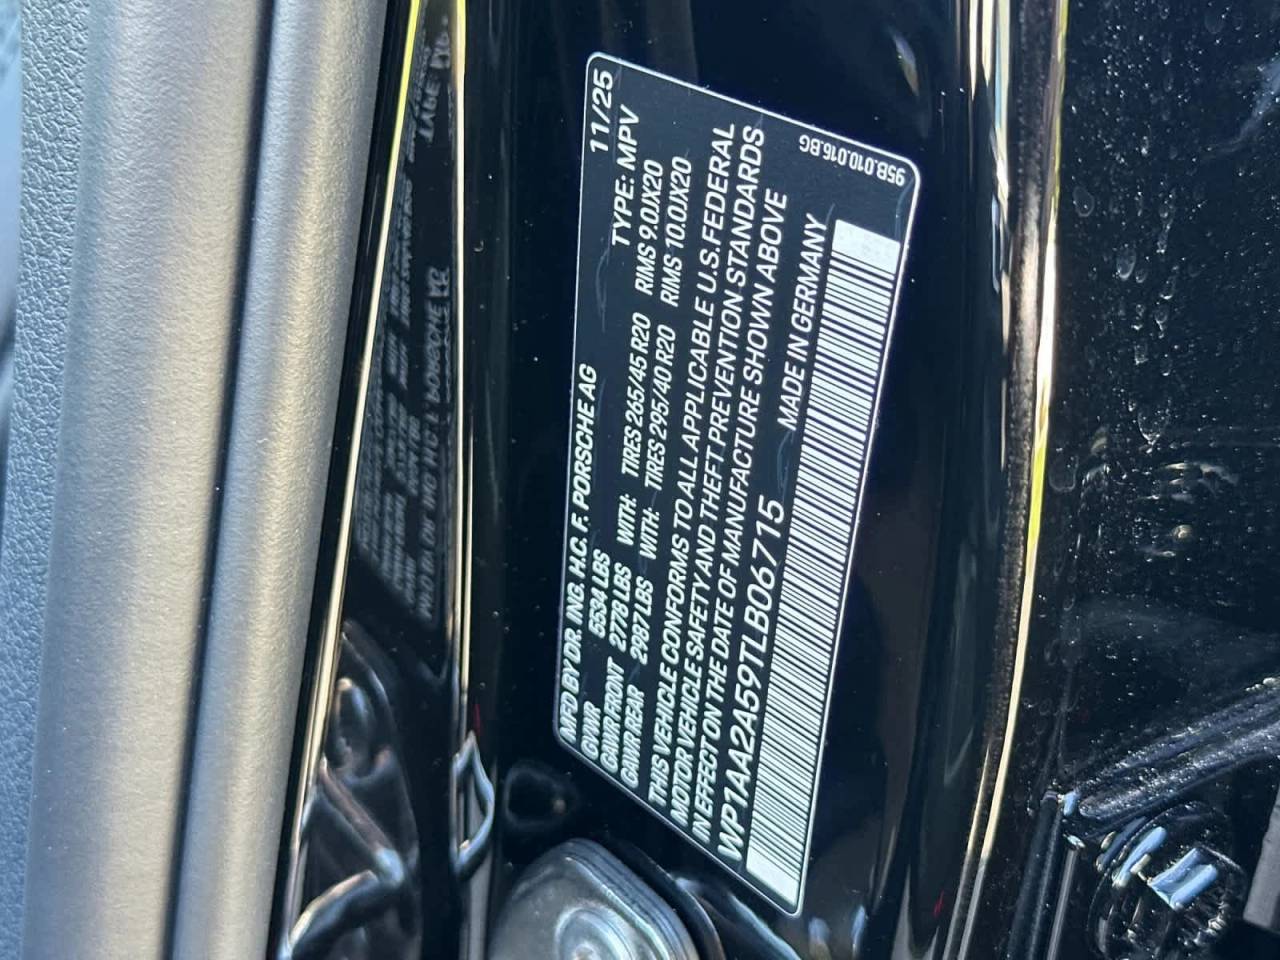 MFD BY DR. ING. H.C. F. PORSCHE AG 11/25
GVWR 5534 LBS TYPE: MPV
GAWR FRONT 2778 LBS WITH: TIRES 265/45 R20 RIMS 9.0JX20
GAWR REAR 2987 LBS WITH: TIRES 295/40 R20 RIMS 10.0JX20
THIS VEHICLE CONFORMS TO ALL APPLICABLE U.S. FEDERAL
MOTOR VEHICLE SAFETY AND THEFT PREVENTION STANDARDS
IN EFFECT ON THE DATE OF MANUFACTURE SHOWN ABOVE
WP1AA2A59TLB06715 MADE IN GERMANY
95B.010.016.BG